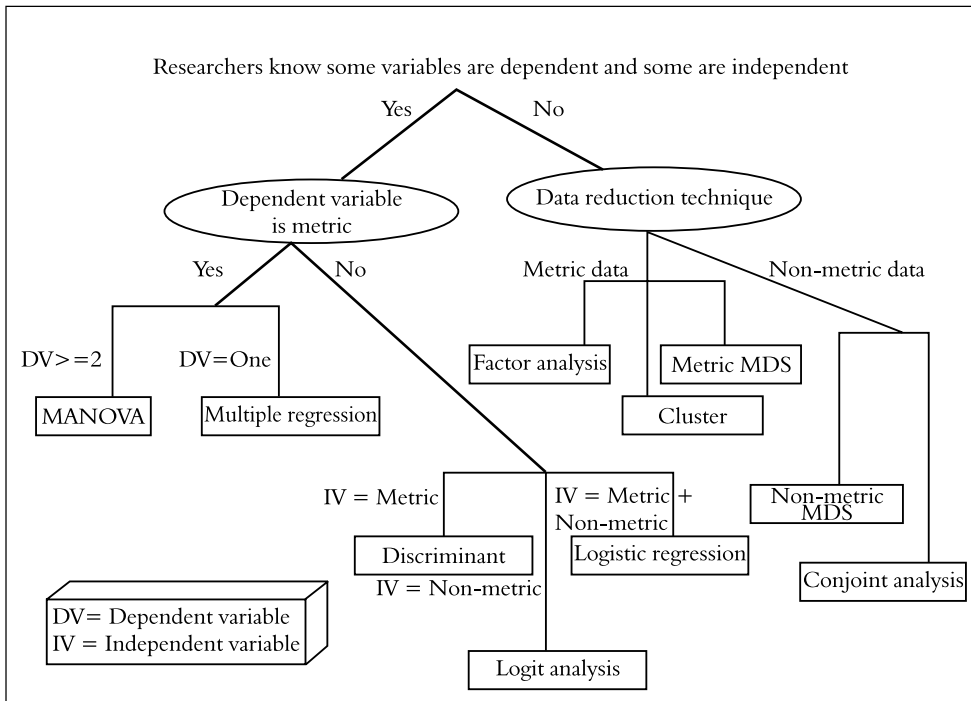 Researchers know some variables are dependent and some are independent
Yes
No
Dependent variable
is metric
Data reduction technique
Yes
No
Metric data
Non-metric data
DV>=2
DV=One
Factor analysis
Metric MDS
MANOVA
Multiple regression
Cluster
IV = Metric
IV = Metric +
Non-metric
Non-metric
MDS
Discriminant
Logistic regression
IV = Non-metric
Conjoint analysis
DV= Dependent variable
IV = Independent variable
Logit analysis